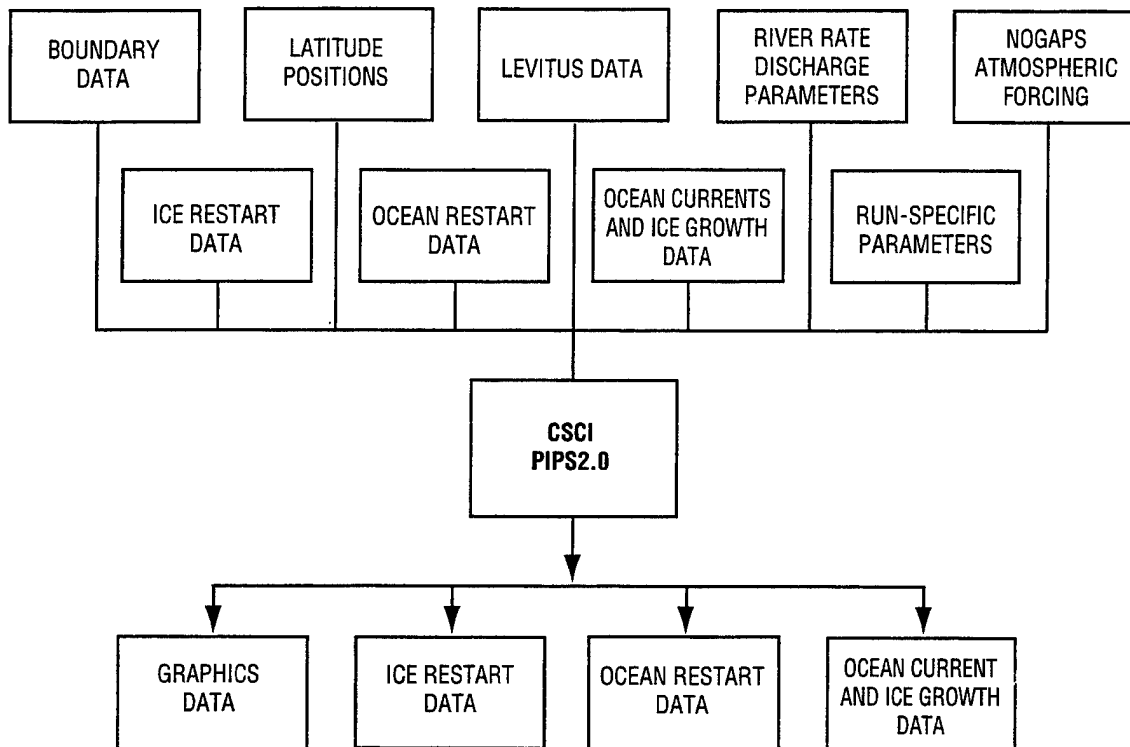 BOUNDARY
DATA
LATITUDE
POSITIONS
LEVITUS DATA
RIVER RATE
DISCHARGE
PARAMETERS
NOGAPS
ATMOSPHERIC
FORCING
ICE RESTART
DATA
OCEAN RESTART
DATA
OCEAN CURRENTS
AND ICE GROWTH
DATA
RUN-SPECIFIC
PARAMETERS
CSCI
PIPS2.0
GRAPHICS
DATA
ICE RESTART
DATA
OCEAN RESTART
DATA
OCEAN CURRENT
AND ICE GROWTH
DATA